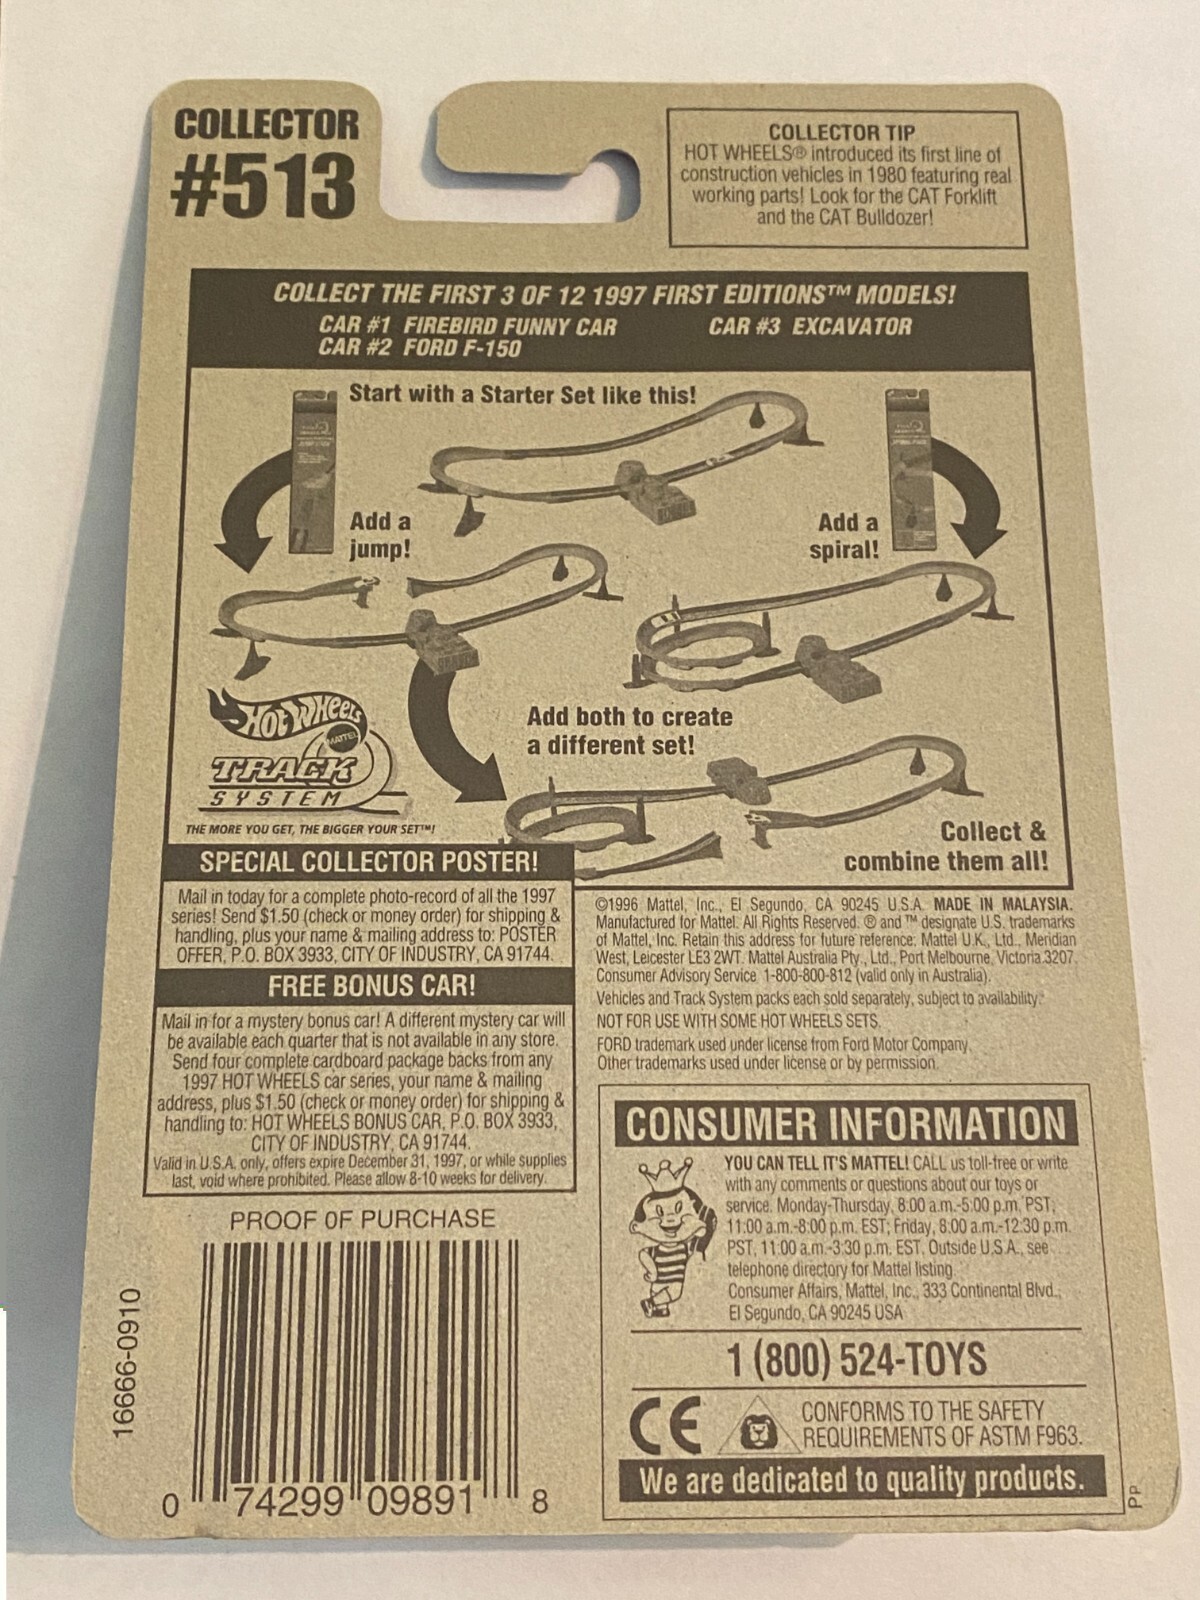 COLLECTOR
#513
COLLECTOR TIP
HOT WHEELS® introduced its first line of
construction vehicles in 1980 featuring real
working parts! Look for the CAT Forklift
and the CAT Bulldozer!
COLLECT THE FIRST 3 OF 12 1997 FIRST EDITIONS™ MODELS!
CAR #1 FIREBIRD FUNNY CAR
CAR #2 FORD F-150
CAR #3 EXCAVATOR
Start with a Starter Set like this!
Add a
jump!
Add a
spiral!
Add both to create
a different set!
Hot Wheels
MATTEL
TRACK
SYSTEM
THE MORE YOU GET, THE BIGGER YOUR SET™!
Collect &
combine them all!
SPECIAL COLLECTOR POSTER!
Mail in today for a complete photo-record of all the 1997
series! Send $1.50 (check or money order) for shipping &
handling, plus your name & mailing address to: POSTER
OFFER, P.O. BOX 3933, CITY OF INDUSTRY, CA 91744.
FREE BONUS CAR!
Mail in for a mystery bonus car! A different mystery car will
be available each quarter that is not available in any store.
Send four complete cardboard package backs from any
1997 HOT WHEELS car series, your name & mailing
address, plus $1.50 (check or money order) for shipping &
handling to: HOT WHEELS BONUS CAR, P.O. BOX 3933,
CITY OF INDUSTRY, CA 91744.
Valid in U.S.A. only, offers expire December 31, 1997, or while supplies
last, void where prohibited. Please allow 8-10 weeks for delivery.
©1996 Mattel, Inc., El Segundo, CA 90245 U.S.A. MADE IN MALAYSIA.
Manufactured for Mattel. All Rights Reserved. ® and ™ designate U.S. trademarks
of Mattel, Inc. Retain this address for future reference: Mattel U.K., Ltd., Meridian
West, Leicester LE3 2WT. Mattel Australia Pty., Ltd., Port Melbourne, Victoria.3207.
Consumer Advisory Service 1-800-800-812 (valid only in Australia).
Vehicles and Track System packs each sold separately, subject to availability.
NOT FOR USE WITH SOME HOT WHEELS SETS.
FORD trademark used under license from Ford Motor Company.
Other trademarks used under license or by permission.
CONSUMER INFORMATION
YOU CAN TELL IT'S MATTEL! CALL us toll-free or write
with any comments or questions about our toys or
service. Monday-Thursday, 8:00 a.m.-5:00 p.m. PST,
11:00 a.m.-8:00 p.m. EST; Friday, 8:00 a.m.-12:30 p.m.
PST, 11:00 a.m.-3:30 p.m. EST. Outside U.S.A., see
telephone directory for Mattel listing.
Consumer Affairs, Mattel, Inc., 333 Continental Blvd.,
El Segundo, CA 90245 USA
1 (800) 524-TOYS
CE
CONFORMS TO THE SAFETY
REQUIREMENTS OF ASTM F963.
We are dedicated to quality products.
PP
PROOF OF PURCHASE
16666-0910
0 74299 09891 8